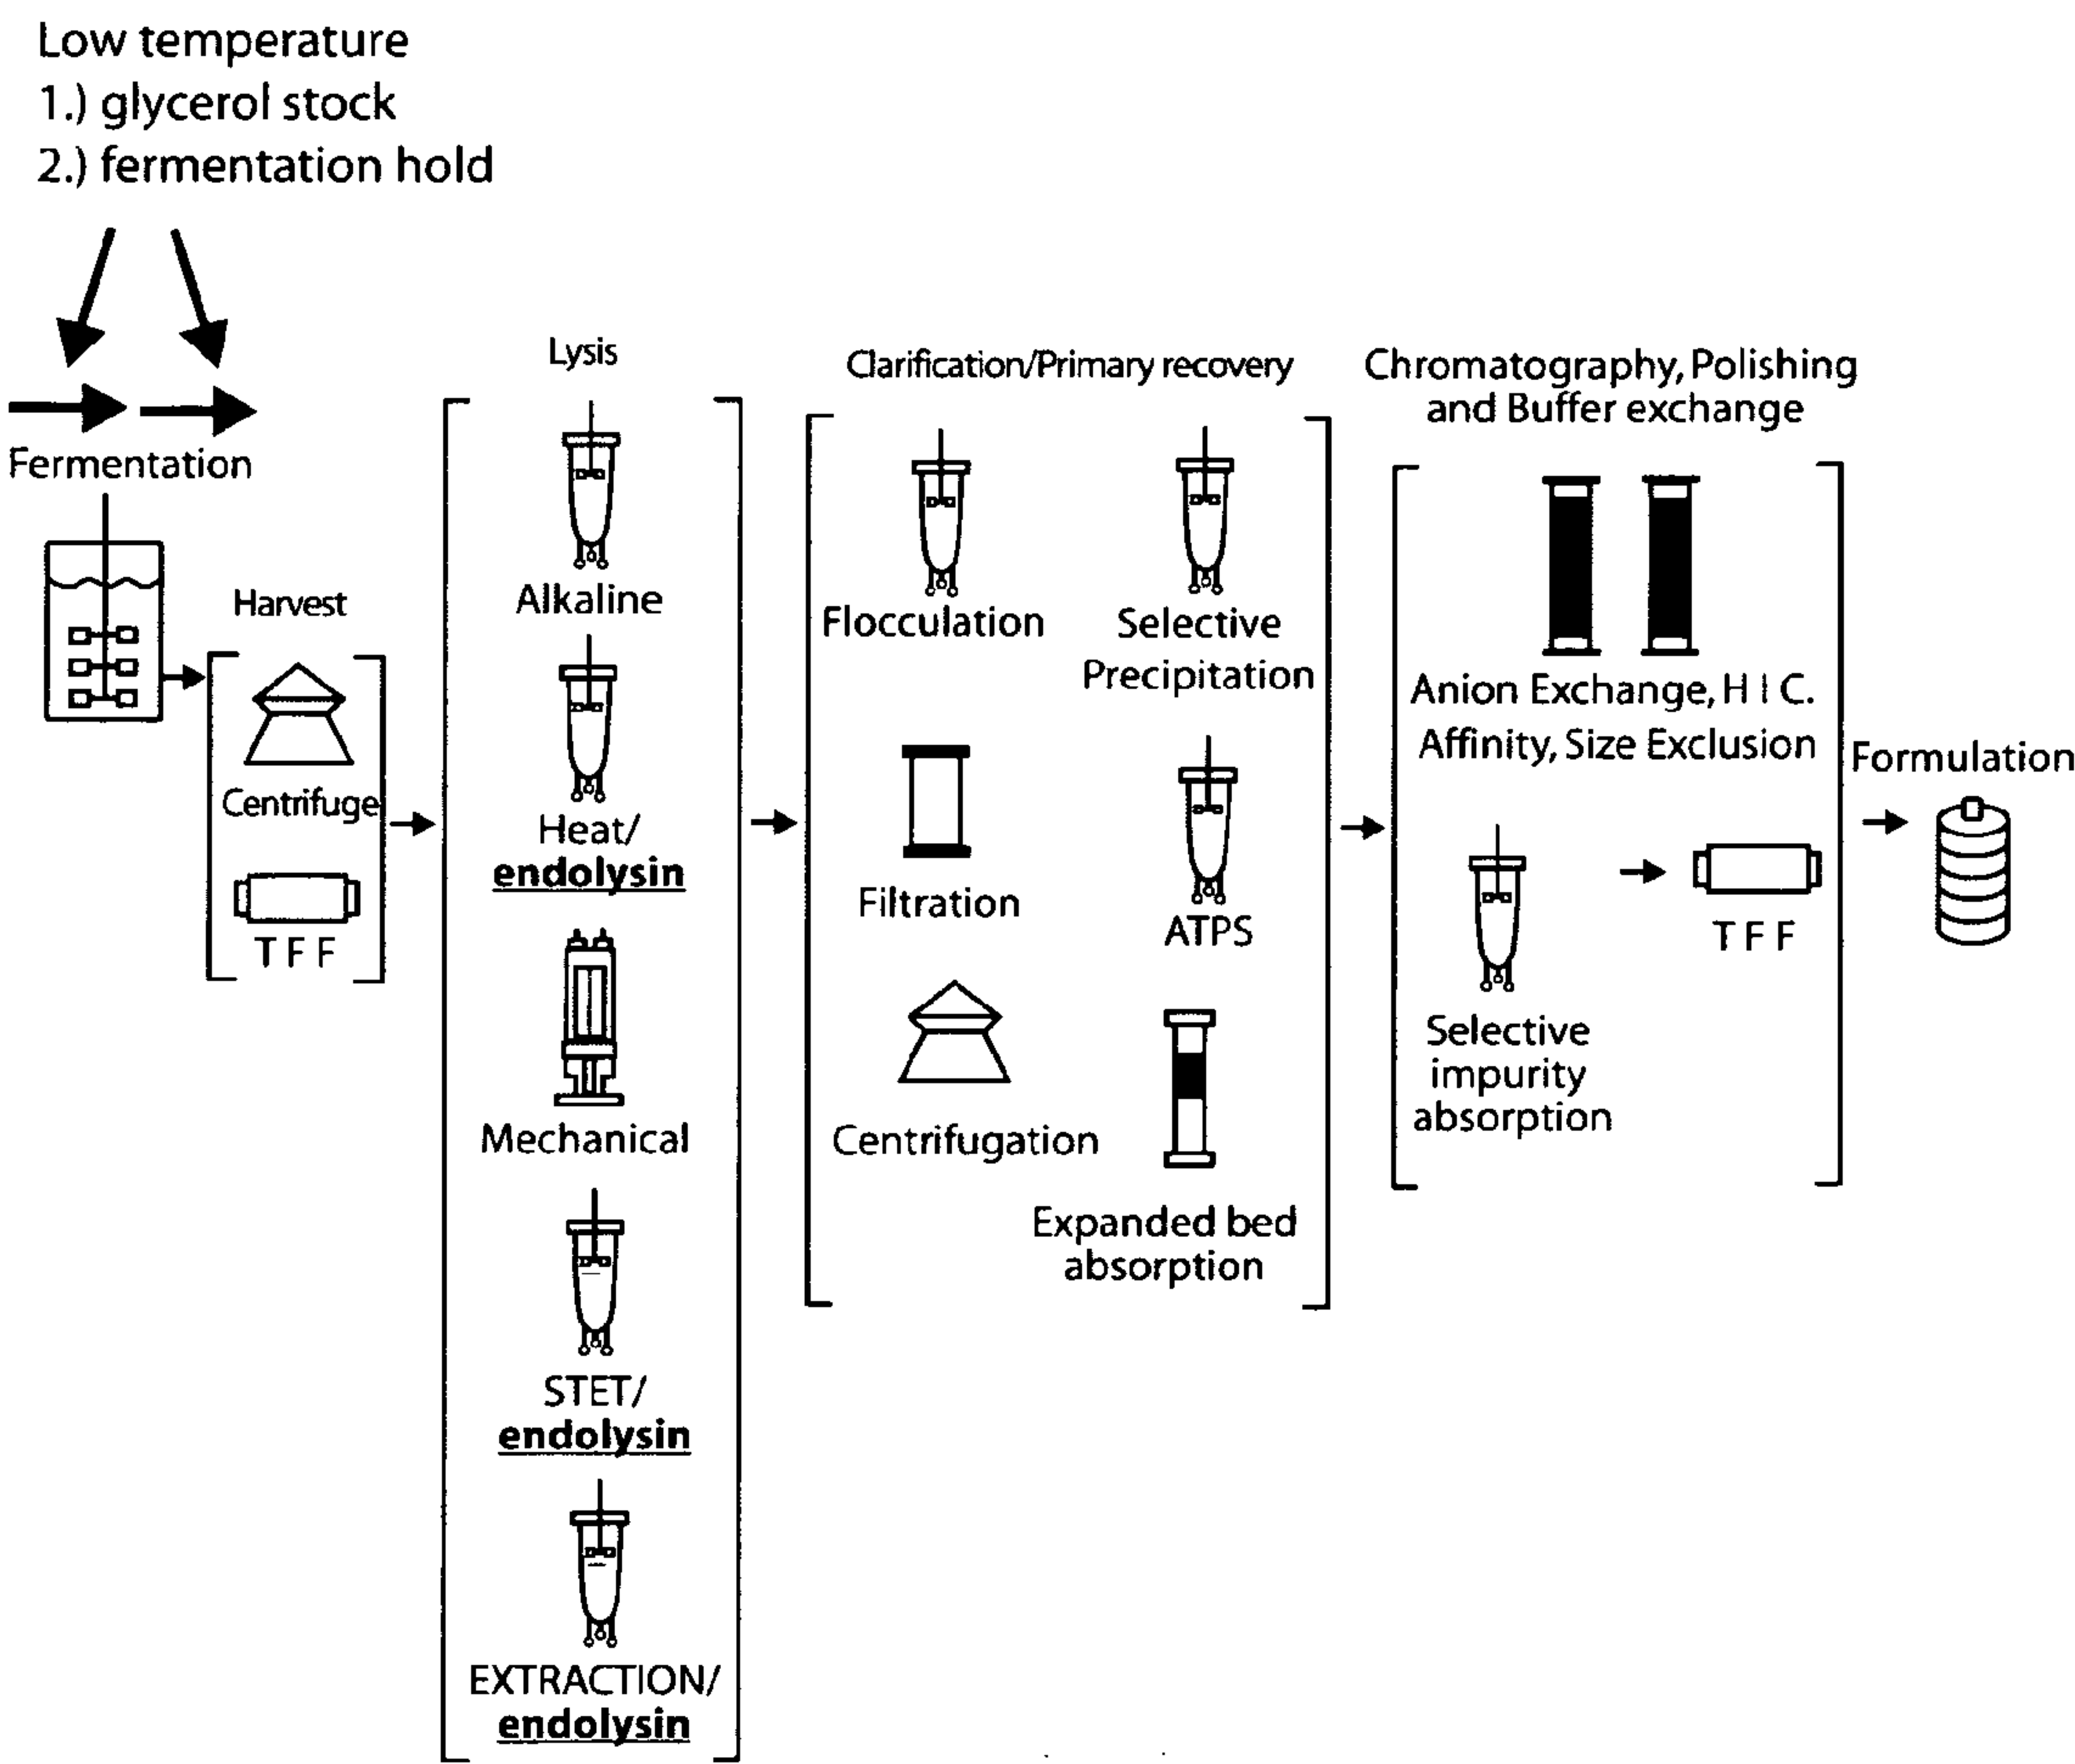 Low temperature
1.) glycerol stock
2.) fermentation hold
Fermentation
Harvest
Centrifuge
T F F
Lysis
Alkaline
Heat/
endolysin
Mechanical
STET/
endolysin
EXTRACTION/
endolysin
Clarification/Primary recovery
Flocculation
Selective
Precipitation
Filtration
ATPS
Centrifugation
Expanded bed
absorption
Chromatography, Polishing
and Buffer exchange
Anion Exchange, H I C.
Affinity, Size Exclusion
Selective
impurity
absorption
T F F
Formulation